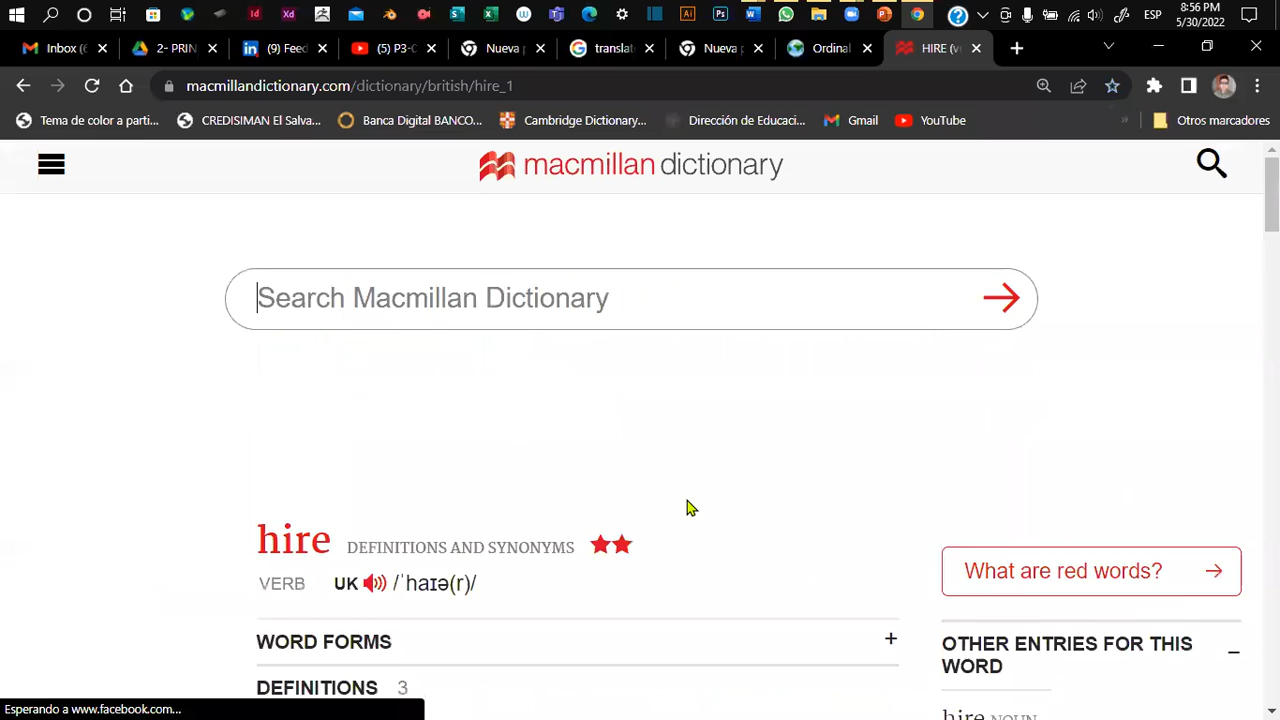 8:56 PM
ESP
5/30/2022
Inbox (6
2- PRIN
(9) Feed
(5) P3-C
Nueva p
translat
Nueva p
Ordinal
HIRE (v
macmillandictionary.com/dictionary/british/hire_1
Tema de color a parti...
CREDISIMAN El Salva...
Banca Digital BANCO...
Cambridge Dictionary...
Dirección de Educaci...
Gmail
YouTube
Otros marcadores
macmillan dictionary
Search Macmillan Dictionary
hire DEFINITIONS AND SYNONYMS
VERB UK /ˈhaɪə(r)/
What are red words?
WORD FORMS
OTHER ENTRIES FOR THIS
WORD
DEFINITIONS 3
hire NOUN
Esperando a www.facebook.com...